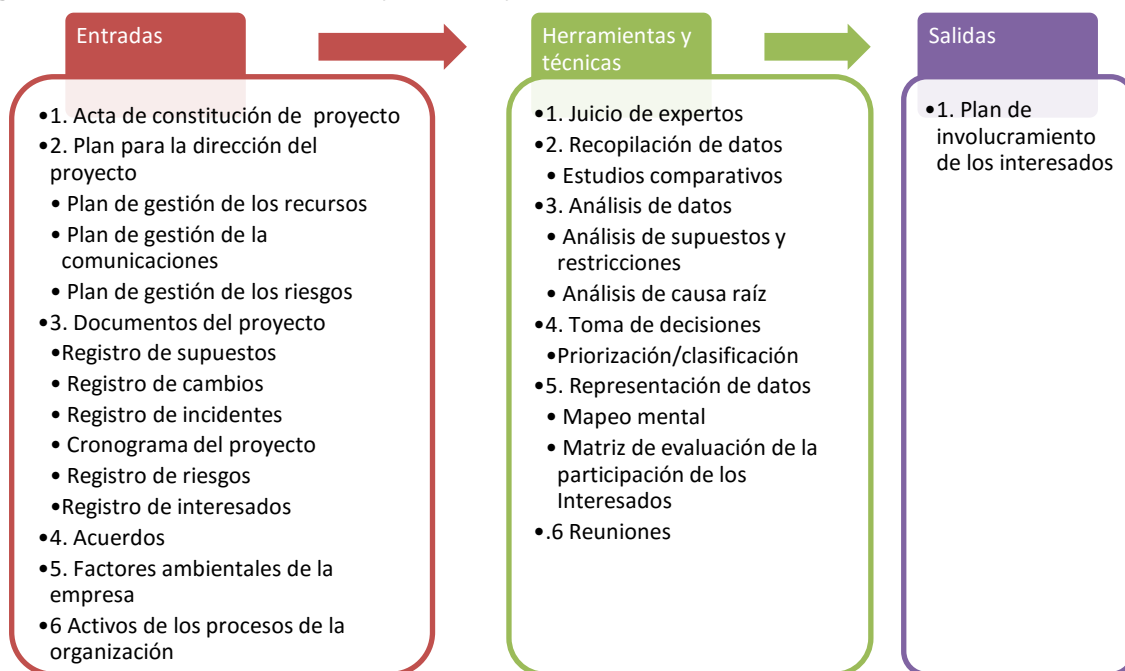 Entradas
•1. Acta de constitución de proyecto
•2. Plan para la dirección del
proyecto
• Plan de gestión de los recursos
• Plan de gestión de la
comunicaciones
• Plan de gestión de los riesgos
•3. Documentos del proyecto
•Registro de supuestos
• Registro de cambios
• Registro de incidentes
• Cronograma del proyecto
• Registro de riesgos
•Registro de interesados
•4. Acuerdos
•5. Factores ambientales de la
empresa
•6 Activos de los procesos de la
organización
Herramientas y
técnicas
•1. Juicio de expertos
•2. Recopilación de datos
• Estudios comparativos
•3. Análisis de datos
• Análisis de supuestos y
restricciones
• Análisis de causa raíz
•4. Toma de decisiones
•Priorización/clasificación
•5. Representación de datos
• Mapeo mental
• Matriz de evaluación de la
participación de los
Interesados
•.6 Reuniones
Salidas
•1. Plan de
involucramiento
de los interesados